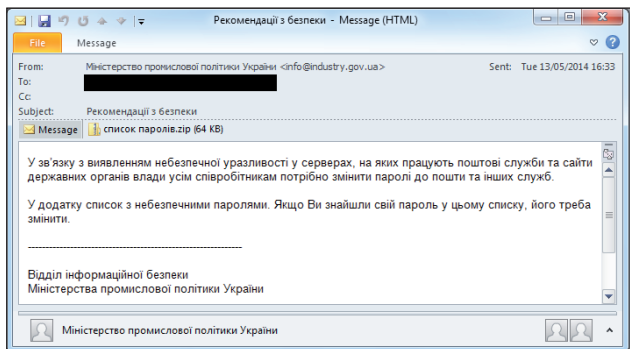 Рекомендації з безпеки - Message (HTML)
File Message
From: Міністерство промислової політики України <info@industry.gov.ua> Sent: Tue 13/05/2014 16:33
To:
Cc:
Subject: Рекомендації з безпеки
Message список паролів.zip (64 KB)
У зв'язку з виявленням небезпечної уразливості у серверах, на яких працують поштові служби та сайти
державних органів влади усім співробітникам потрібно змінити паролі до пошти та інших служб.
У додатку список з небезпечними паролями. Якщо Ви знайшли свій пароль у цьому списку, його треба
змінити.
-------------------------------------------------------------
Відділ інформаційної безпеки
Міністерства промислової політики України
Міністерство промислової політики України